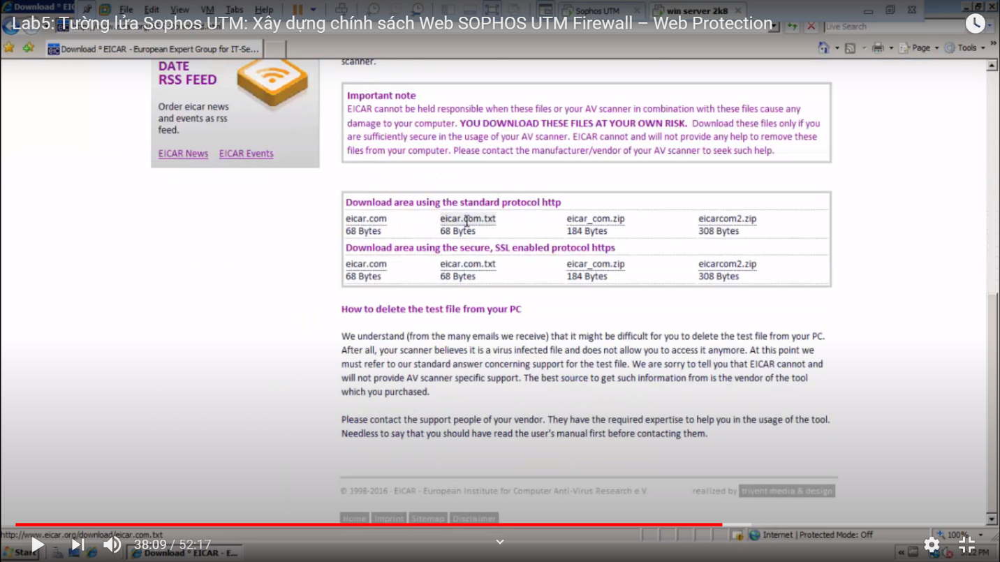 Download ° EIC
File Edit View VM Tabs Help
Sophos UTM
win server 2k8
Lab5: Tường lửa Sophos UTM: Xây dựng chính sách Web SOPHOS UTM Firewall – Web Protection
Live Search
Download ° EICAR - European Expert Group for IT-Se...
Page
Tools
DATE
RSS FEED
Order eicar news
and events as rss
feed.
EICAR News EICAR Events
scanner.
Important note
EICAR cannot be held responsible when these files or your AV scanner in combination with these files cause any
damage to your computer. YOU DOWNLOAD THESE FILES AT YOUR OWN RISK. Download these files only if you
are sufficiently secure in the usage of your AV scanner. EICAR cannot and will not provide any help to remove these
files from your computer. Please contact the manufacturer/vendor of your AV scanner to seek such help.
Download area using the standard protocol http
eicar.com eicar.com.txt eicar_com.zip eicarcom2.zip
68 Bytes 68 Bytes 184 Bytes 308 Bytes
Download area using the secure, SSL enabled protocol https
eicar.com eicar.com.txt eicar_com.zip eicarcom2.zip
68 Bytes 68 Bytes 184 Bytes 308 Bytes
How to delete the test file from your PC
We understand (from the many emails we receive) that it might be difficult for you to delete the test file from your PC.
After all, your scanner believes it is a virus infected file and does not allow you to access it anymore. At this point we
must refer to our standard answer concerning support for the test file. We are sorry to tell you that EICAR cannot and
will not provide AV scanner specific support. The best source to get such information from is the vendor of the tool
which you purchased.
Please contact the support people of your vendor. They have the required expertise to help you in the usage of the tool.
Needless to say that you should have read the user's manual first before contacting them.
© 1998-2016 · EICAR - European Institute for Computer Anti-Virus Research e.V. realized by trivent media & design
Home Imprint Sitemap Disclaimer
http://www.eicar.org/download/eicar.com.txt
Internet | Protected Mode: Off
100%
38:09 / 52:17
Start
Download ° EICAR - E...